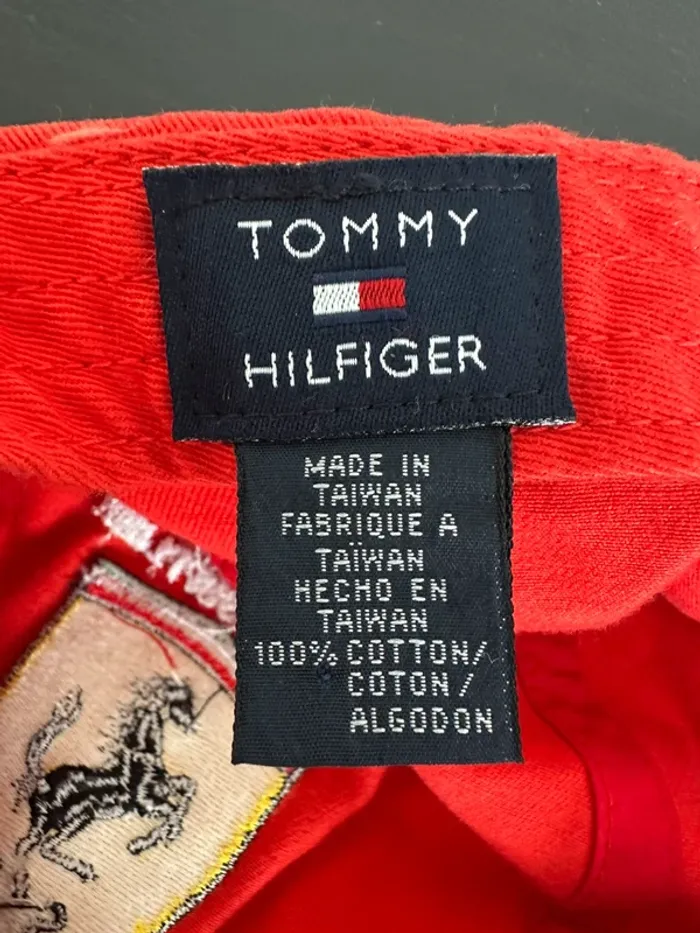 TOMMY
HILFIGER
MADE IN
TAIWAN
FABRIQUE A
TAÏWAN
HECHO EN
TAIWAN
100% COTTON/
COTON/
ALGODON